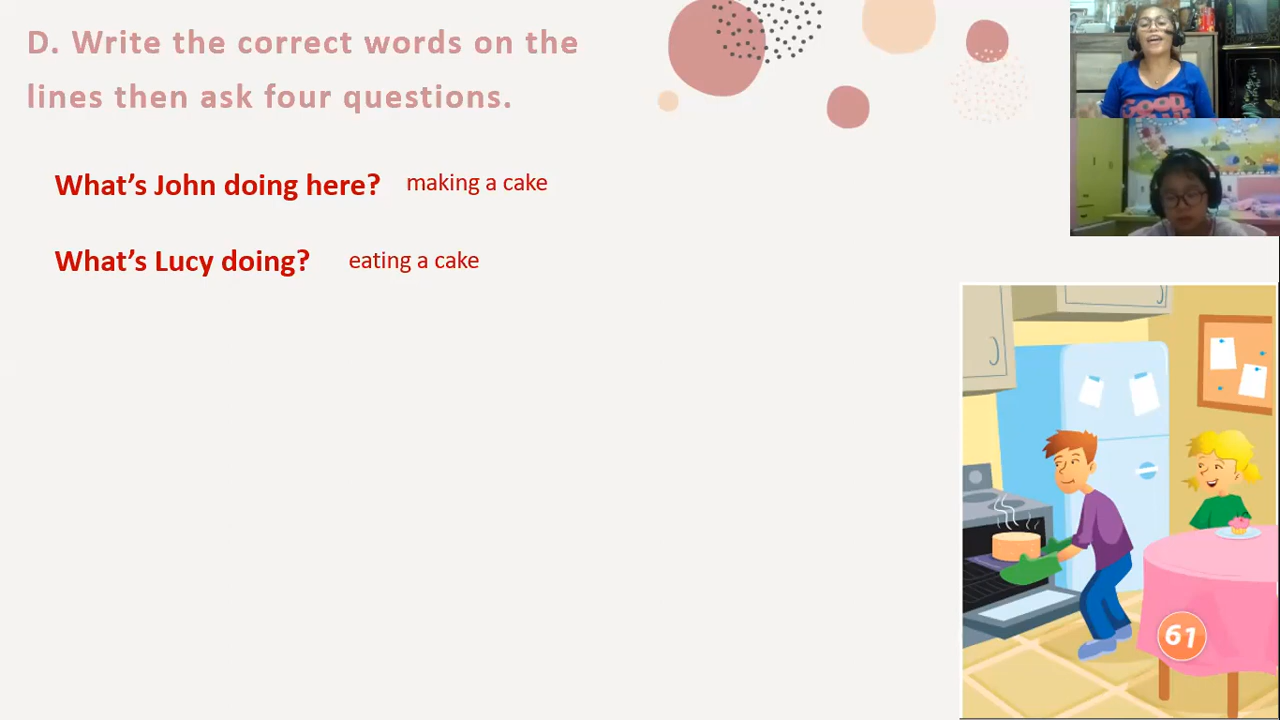 D. Write the correct words on the
lines then ask four questions.
What's John doing here? making a cake
What's Lucy doing? eating a cake
GOOD
61